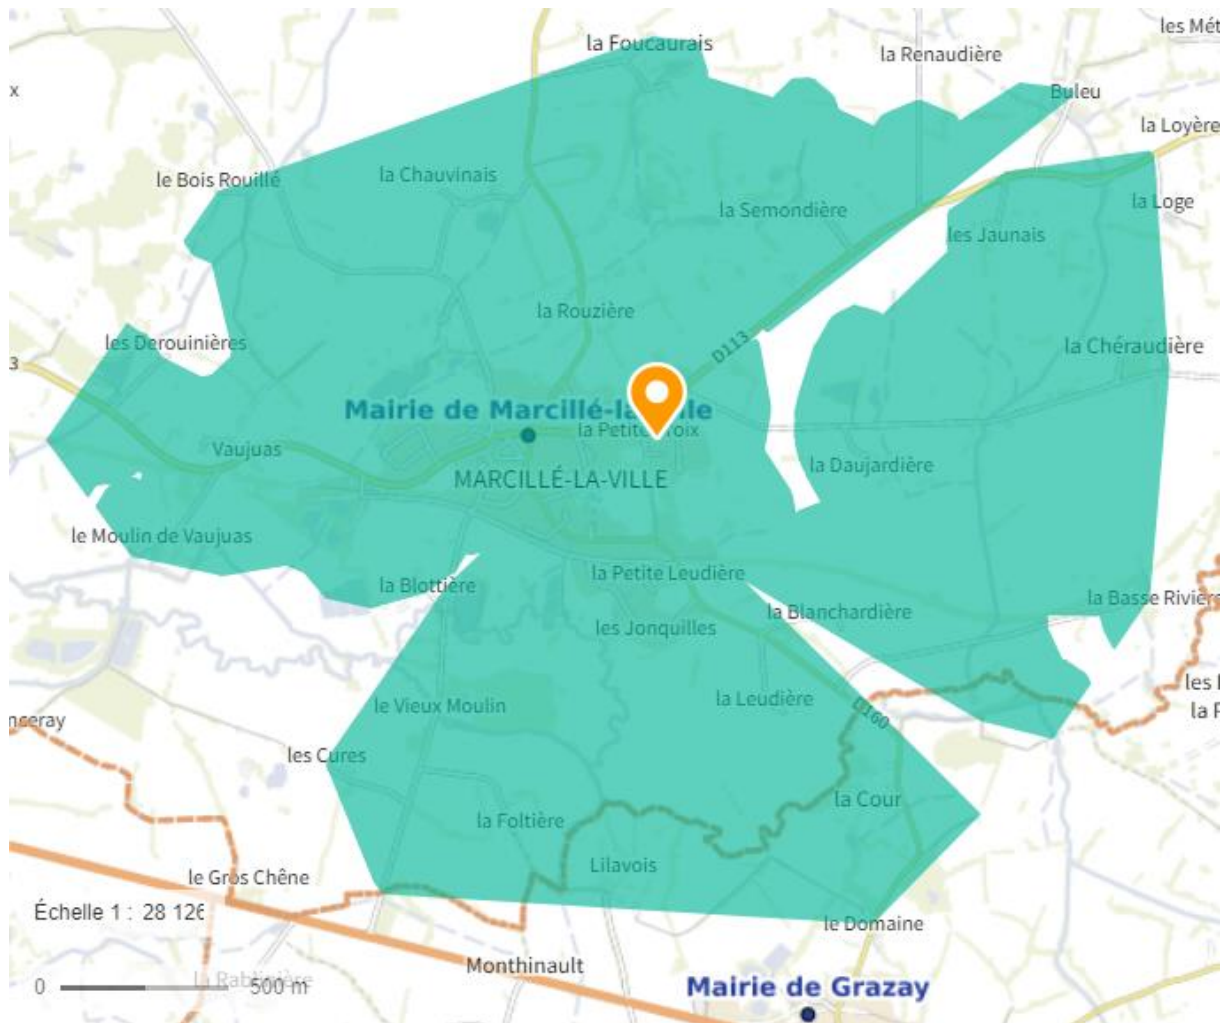 les Mét
la Foucaurais
la Renaudière
x
Buleu
la Loyère
la Chauvinais
le Bois Rouillé
la Loge
la Semondière
les Jaunais
la Rouzière
les Derouinières
D113
la Chéraudière
3
Mairie de Marcillé-la-Ville
la Petite Croix
Vaujuas
la Daujardière
MARCILLÉ-LA-VILLE
le Moulin de Vaujuas
la Petite Leudière
la Blottière
la Basse Rivière
la Blanchardière
les Jonquilles
les
la Leudière
le Vieux Moulin
D160
la P
nceray
les Cures
la Cour
la Foltière
Lilavois
le Gros Chêne
Échelle 1 : 28 126
le Domaine
Monthinault
0 500 m
Mairie de Grazay